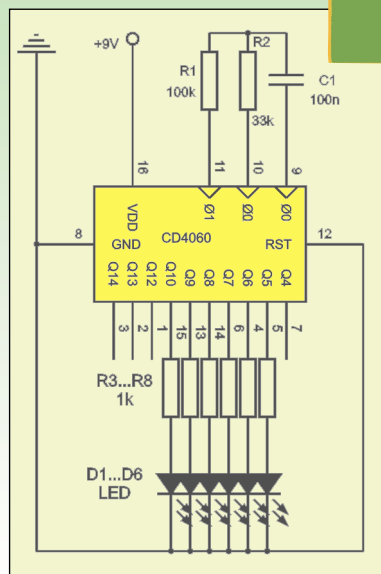 +9V
R1
100k
R2
33k
C1
100n
16
11
10
9
8
12
VDD
Ø1
Ø0
Ø0
GND
CD4060
RST
Q14
Q13
Q12
Q10
Q9
Q8
Q7
Q6
Q5
Q4
3
2
1
15
13
14
6
4
5
7
R3...R8
1k
D1...D6
LED